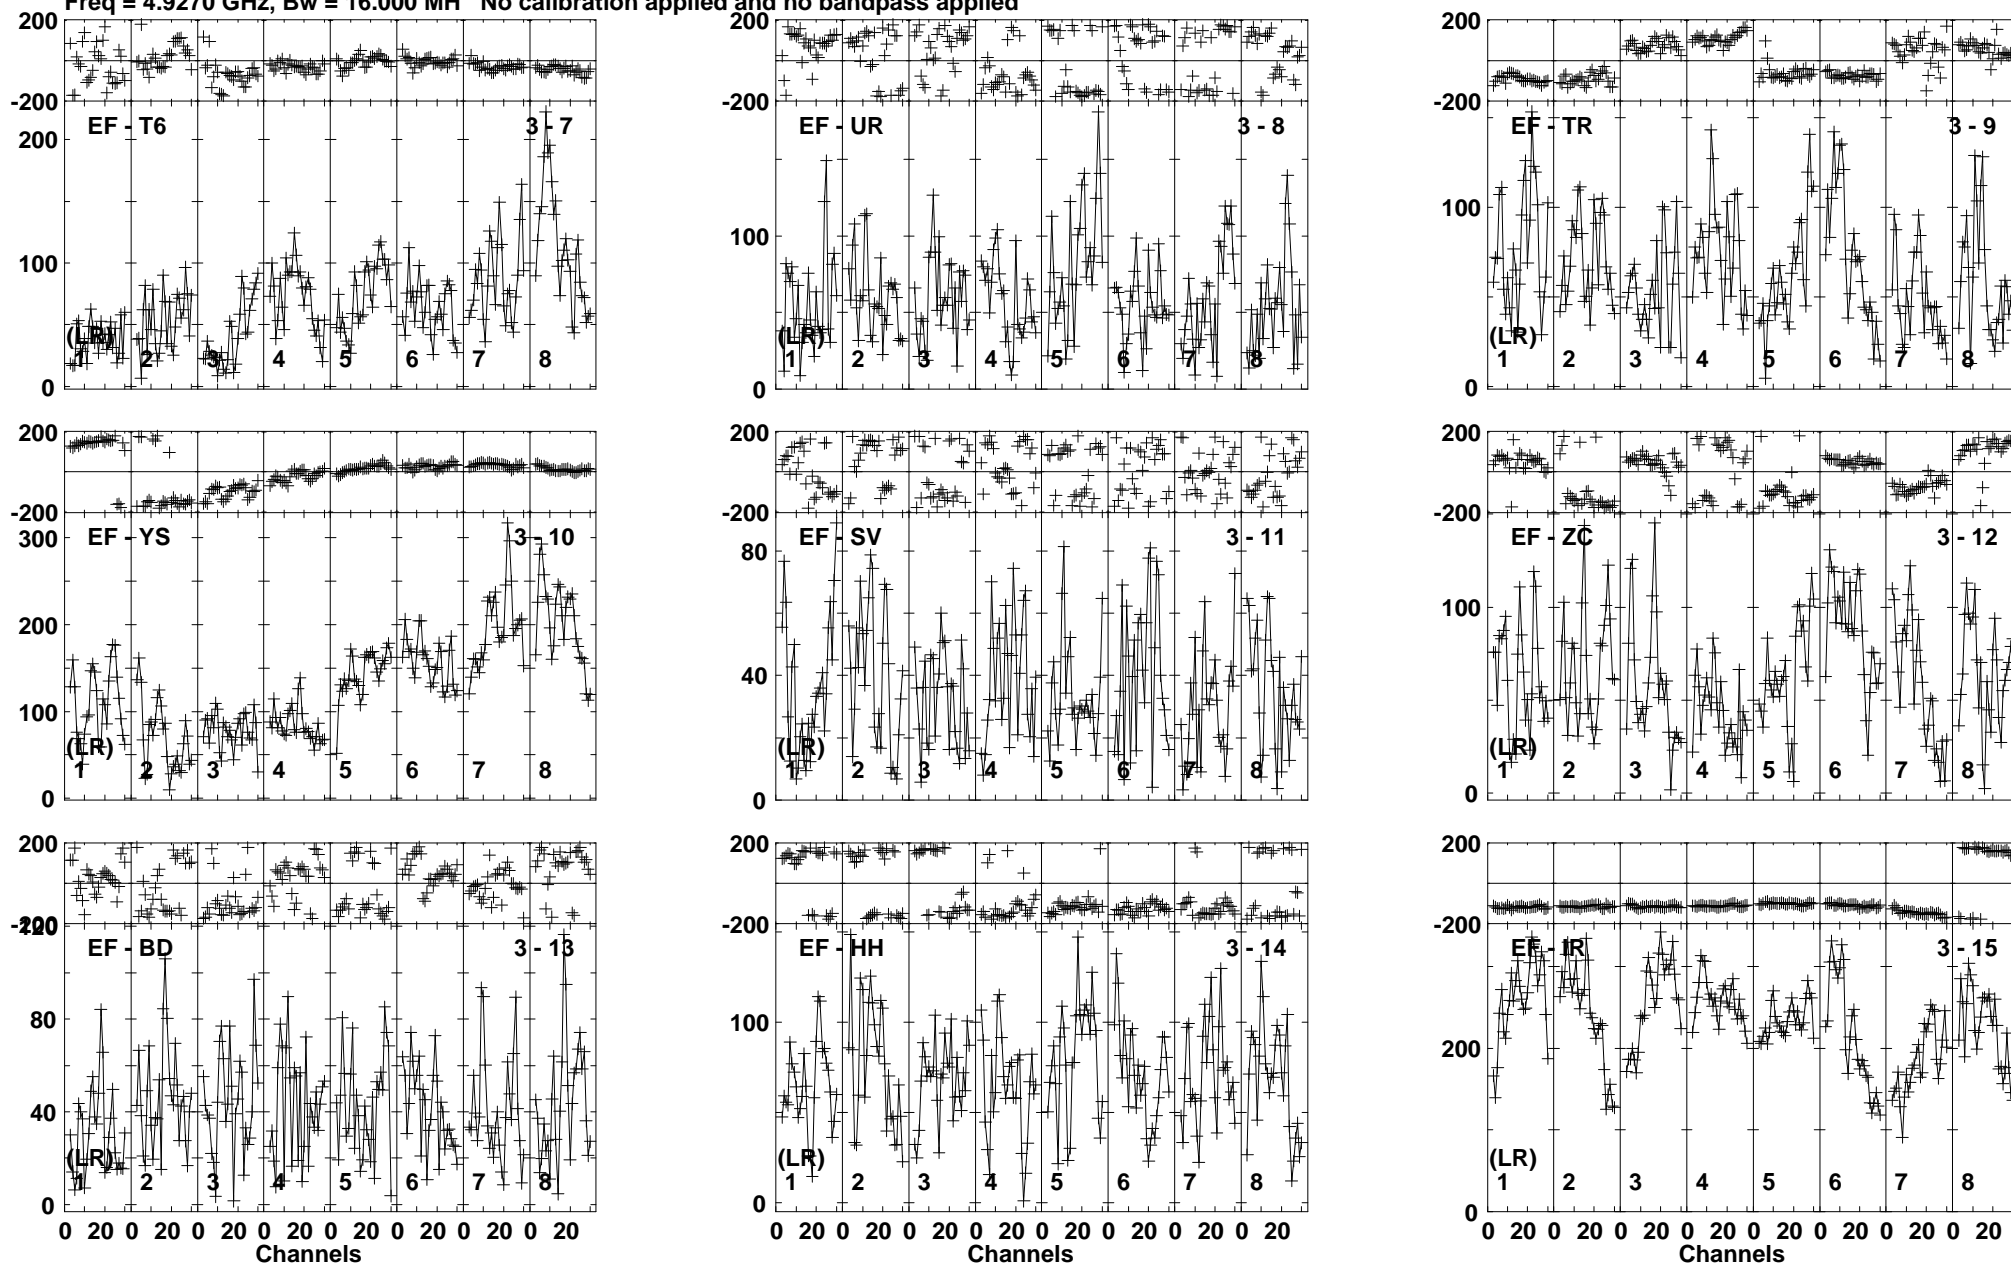 Freq = 4.9270 GHz, Bw = 16.000 MH No calibration applied and no bandpass applied
200 200 200
-200 -200 -200
EF - T6 3 - 7 EF - UR 3 - 8 EF - TR 3 - 9
200
100 100 100
(LR) (LR) (LR)
1 2 3 4 5 6 7 8 1 2 3 4 5 6 7 8 1 2 3 4 5 6 7 8
0 0 0
200 200 200
-200 -200 -200
EF - YS 3 - 10 EF - SV 3 - 11 EF - ZC 3 - 12
300 80
200 100
40
100
(LR) (LR) (LR)
1 2 3 4 5 6 7 8 1 2 3 4 5 6 7 8 1 2 3 4 5 6 7 8
0 0 0
200 200 200
-200 -200 -200
120
EF - BD 3 - 13 EF - HH 3 - 14 EF - IR 3 - 15
80 100 200
40
(LR) (LR) (LR)
1 2 3 4 5 6 7 8 1 2 3 4 5 6 7 8 1 2 3 4 5 6 7 8
0 0 0
0 20 0 20 0 20 0 20 0 20 0 20 0 20 0 20 0 20 0 20 0 20 0 20 0 20 0 20 0 20 0 20 0 20 0 20 0 20 0 20 0 20 0 20 0 20 0 20
Channels Channels Channels